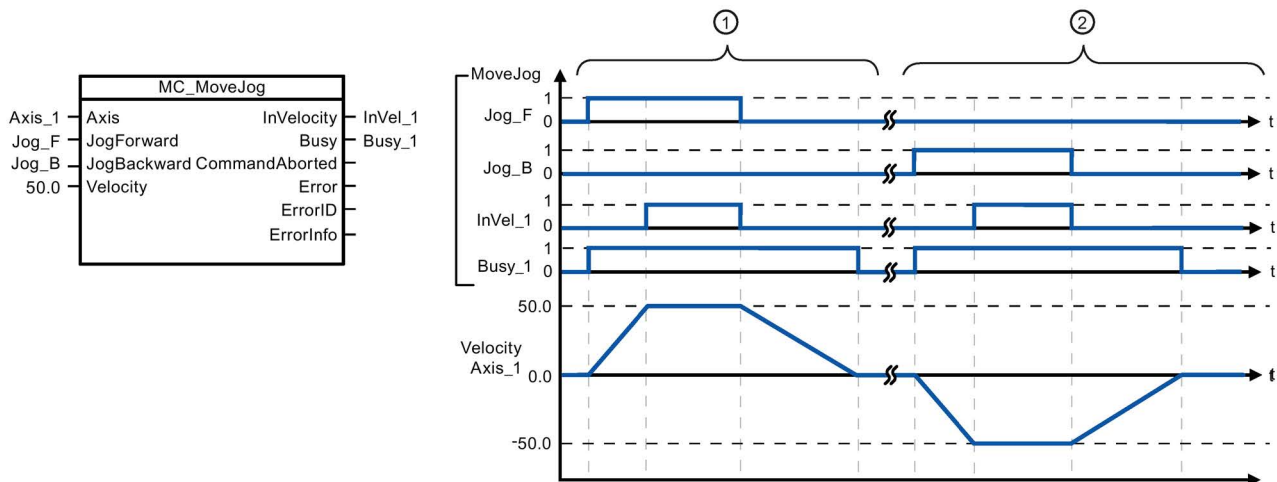 MC_MoveJog
Axis_1 Axis InVelocity InVel_1
Jog_F JogForward Busy Busy_1
Jog_B JogBackward CommandAborted
50.0 Velocity Error
ErrorID
ErrorInfo
1 2
MoveJog
1
Jog_F 0 t
1
Jog_B 0 t
1
InVel_1 0 t
1
Busy_1 0 t
50.0
Velocity
Axis_1 0.0 t
-50.0